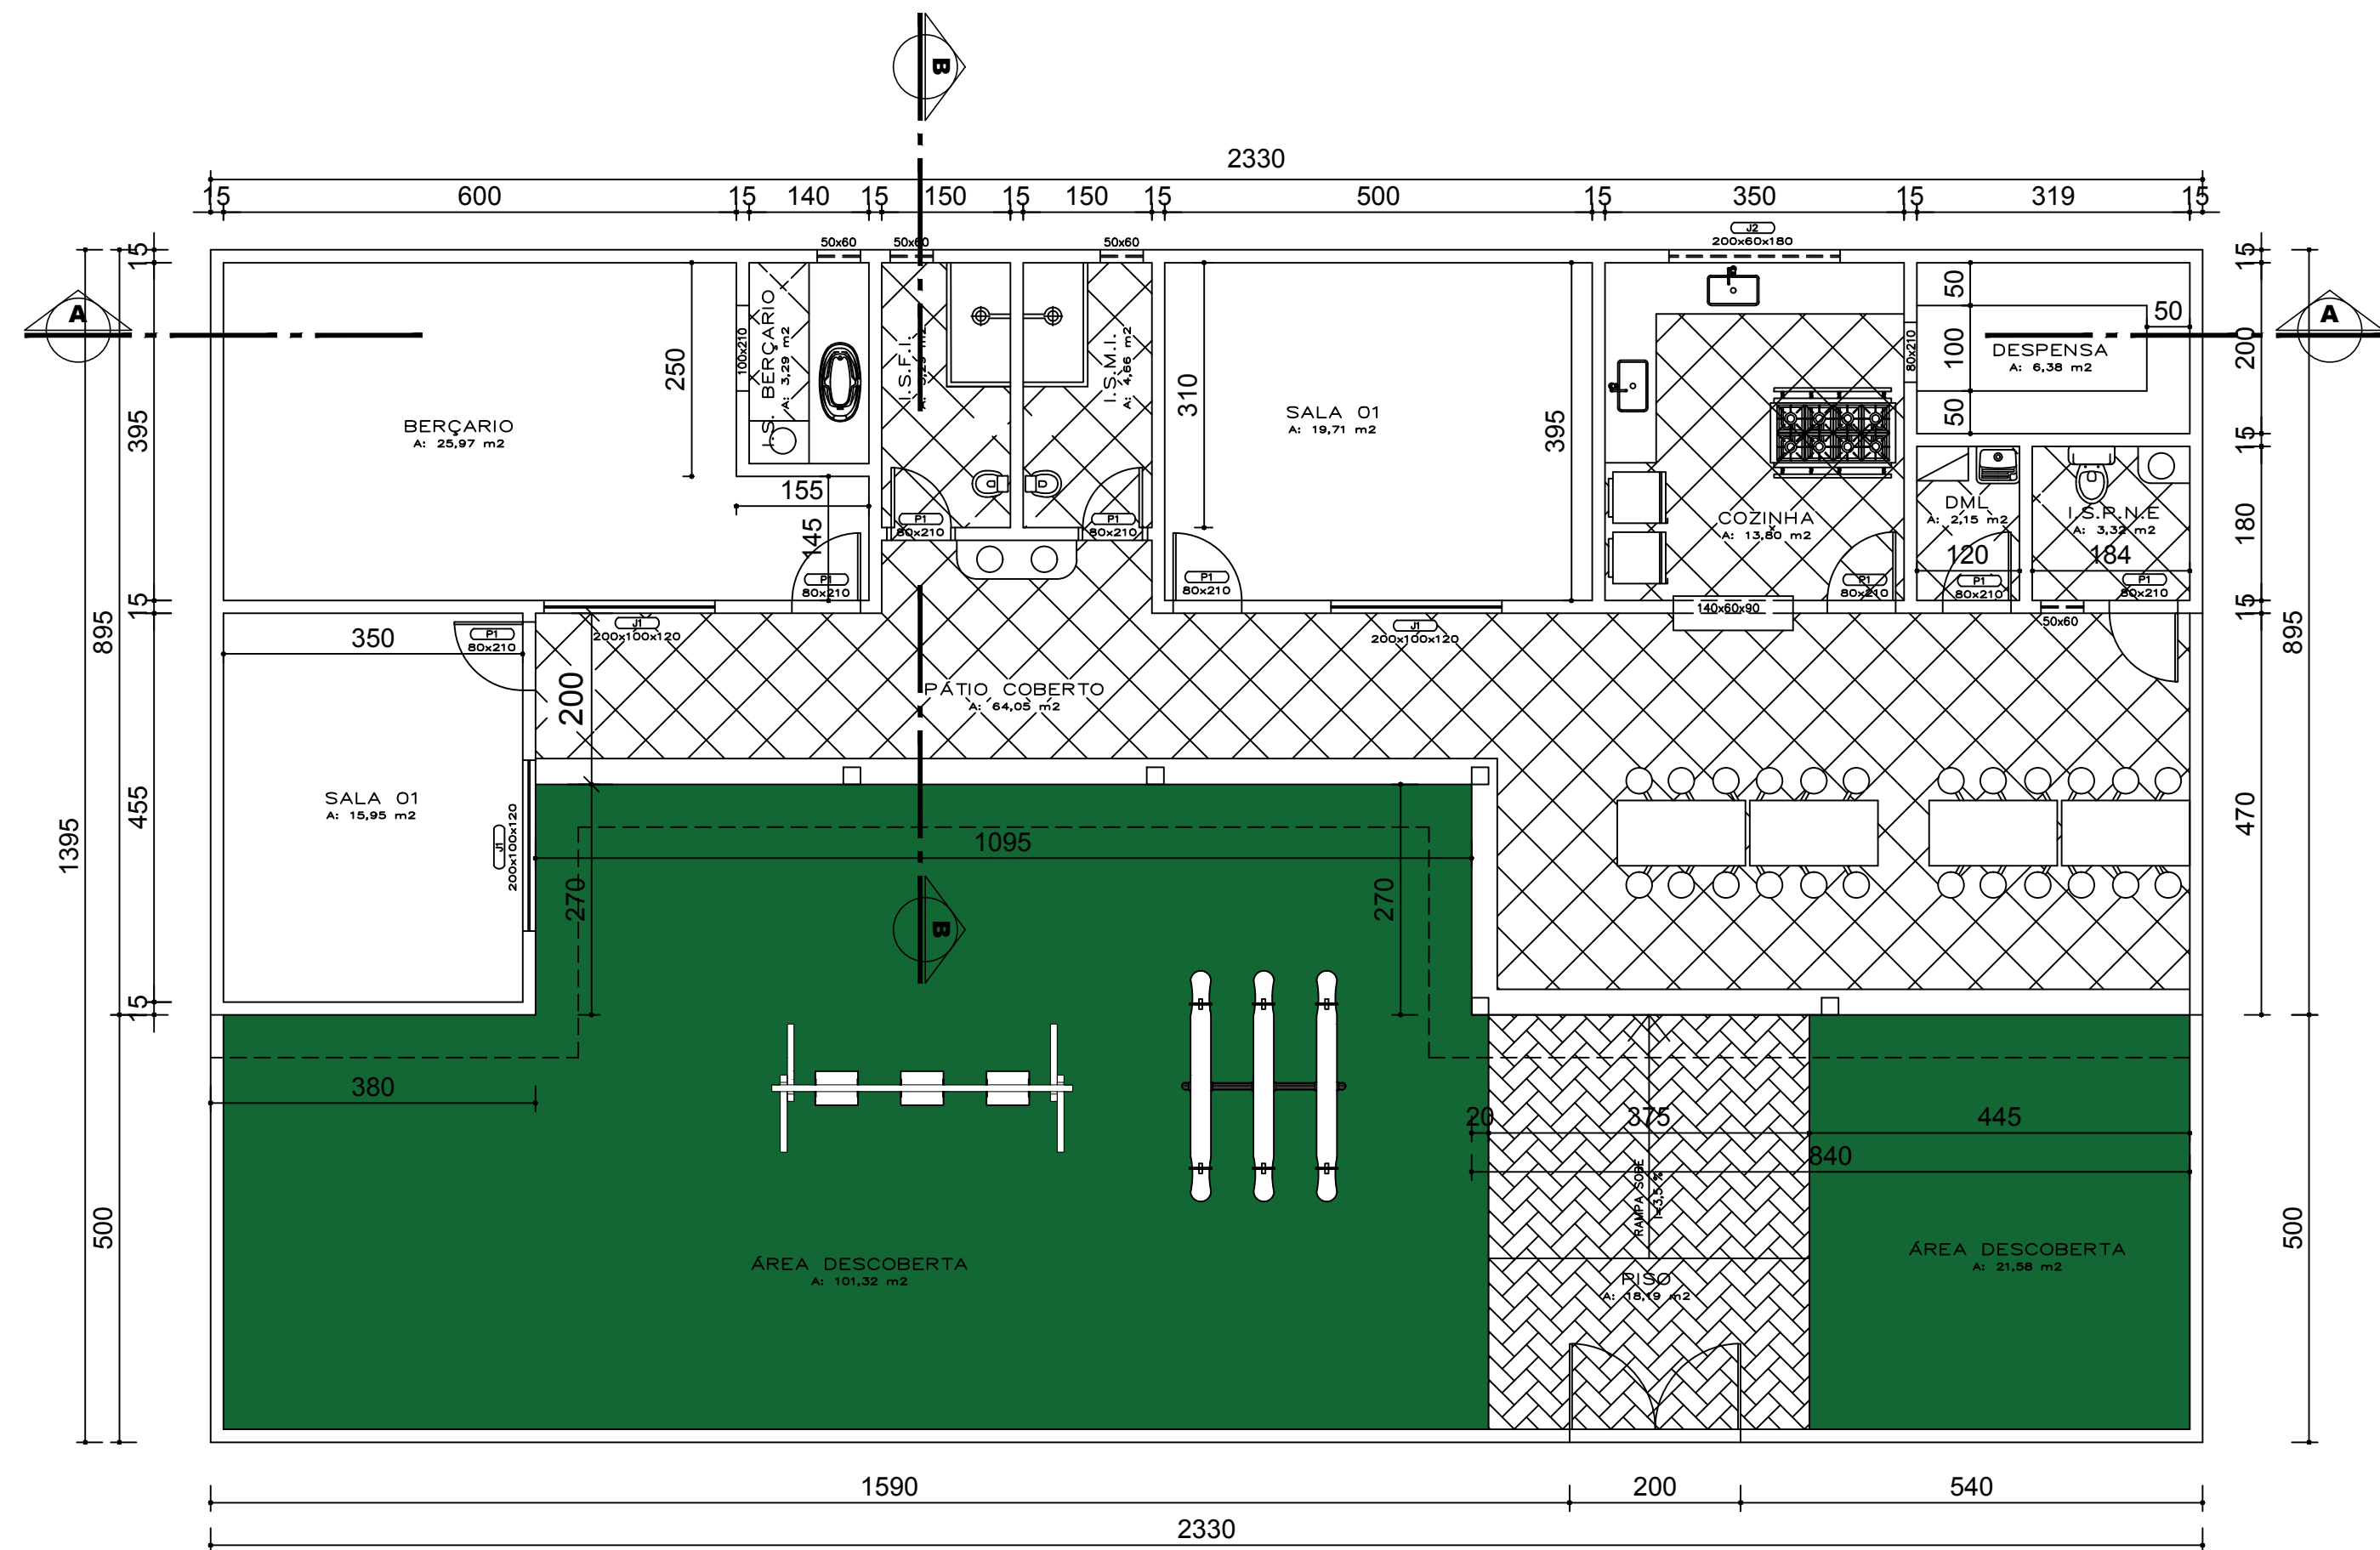 B
2330
15 600 15 140 15 150 15 150 15 500 15 350 15 319 15
50x60
50x60
50x60
J2
200x60x180
15
15
A
A
BERÇARIO
A: 25,97 m2
250
100x210
I.S. BERÇARIO
A: 3,29 m2
I.S.F.I.
I.S.M.I.
A: 4,66 m2
310
SALA 01
A: 19,71 m2
395
395
80x210
50
100
50
50
DESPENSA
A: 6,38 m2
200
15
155
145
P1
80x210
P1
80x210
P1
80x210
P1
80x210
COZINHA
A: 13,80 m2
P1
80x210
DML
A: 2,15 m2
120
P1
80x210
I.S.P.N.E
A: 3,32 m2
184
P1
80x210
180
15
15
895
895
350
P1
80x210
J1
200x100x120
J1
200x100x120
140x60x90
50x60
200
PÁTIO COBERTO
A: 64,05 m2
SALA 01
A: 15,95 m2
J1
200x100x120
455
470
1395
1095
270
270
B
15
380
20
375
445
840
RAMPA SOBE
I=3,5 %
500
500
ÁREA DESCOBERTA
A: 101,32 m2
PISO
A: 18,19 m2
ÁREA DESCOBERTA
A: 21,58 m2
1590 200 540
2330